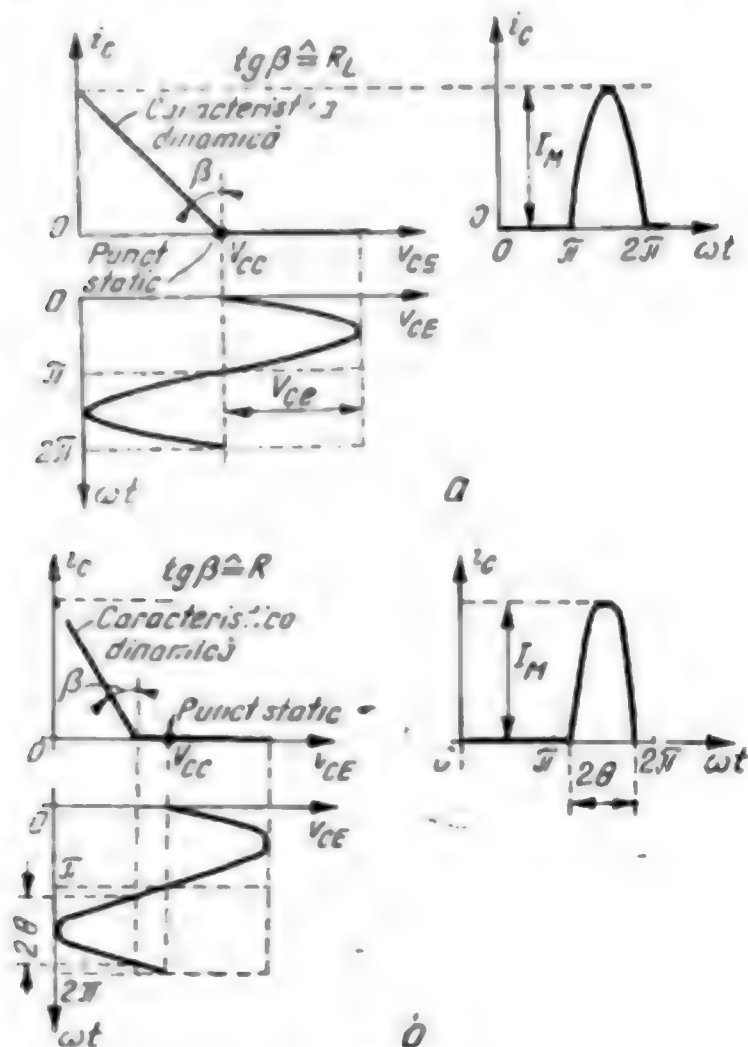 i_C
tg β ≙ R_L
i_C
Caracteristica
dinamică
I_M
β
0
0
Punct
static
V_CC
v_CE
0
π
2π
ωt
0
v_CE
π
V_ce
2π
ωt
a
i_C
tg β ≙ R
i_C
Caracteristica
dinamică
I_M
β
Punct static
0
V_CC
v_CE
0
π
2π
ωt
2θ
0
v_CE
π
2θ
2π
ωt
b